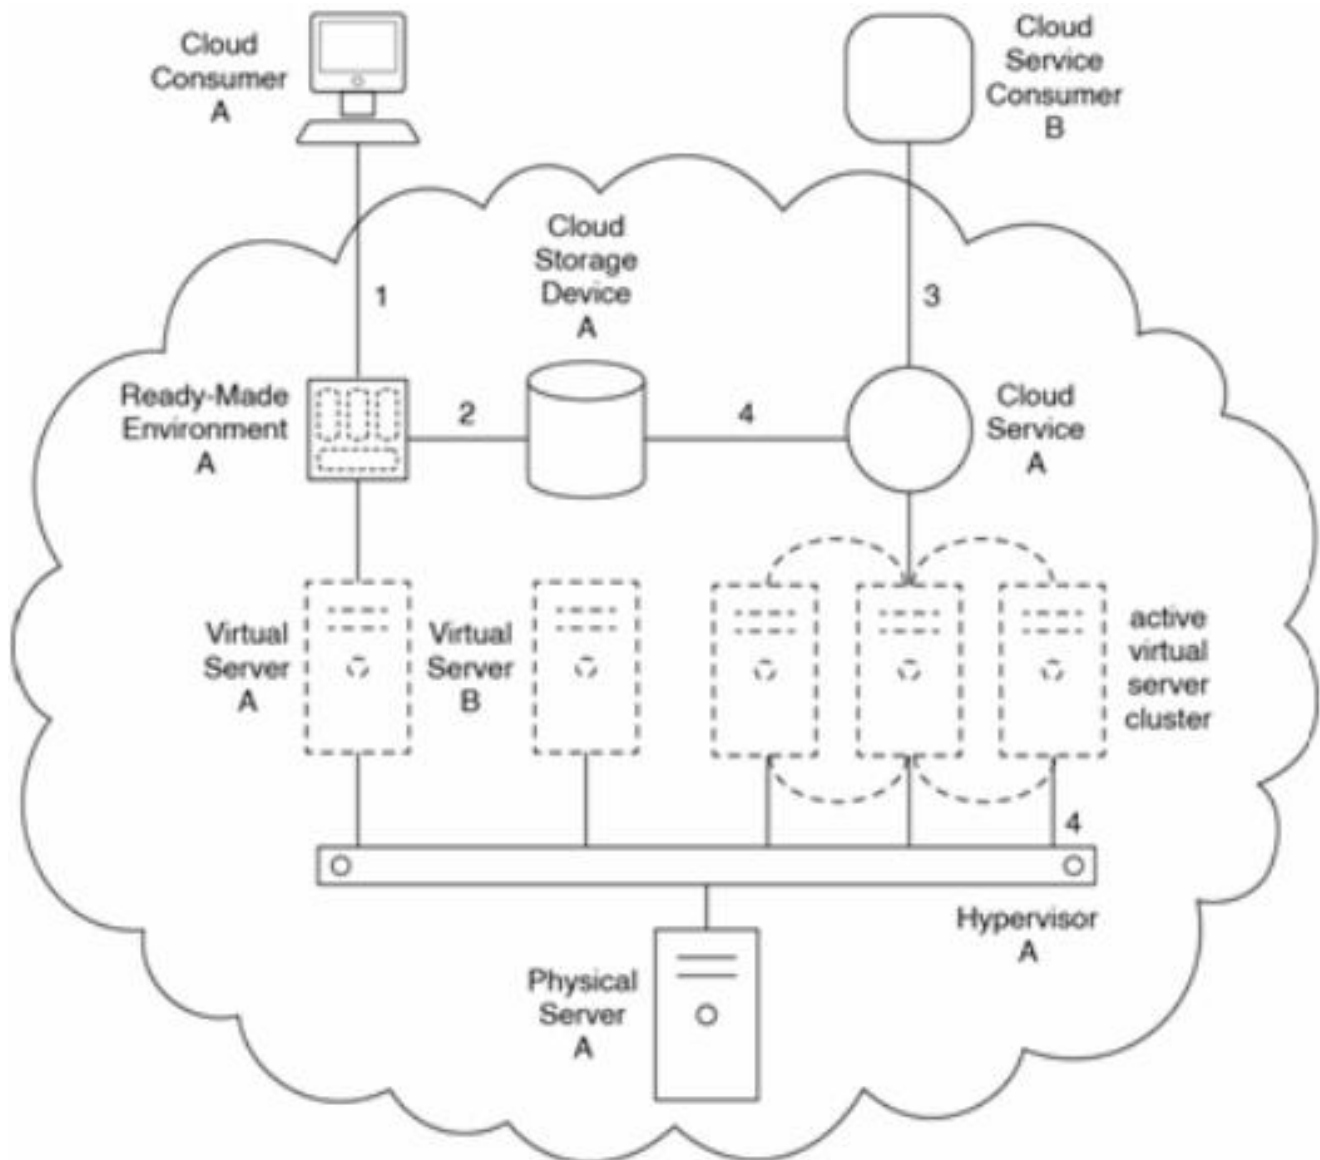 Cloud
Consumer
A
Cloud
Service
Consumer
B
Cloud
Storage
Device
A
1
3
Ready-Made
Environment
A
2
4
Cloud
Service
A
Virtual
Server
A
Virtual
Server
B
active
virtual
server
cluster
4
Hypervisor
A
Physical
Server
A